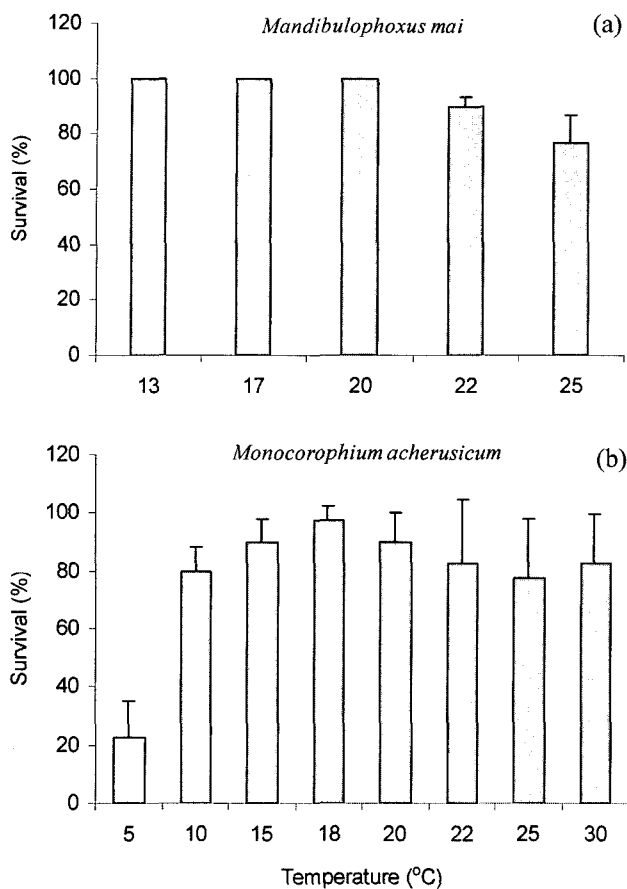 Mandibulophoxus mai
(a)
120
100
80
60
40
20
0
Survival (%)
13 17 20 22 25
Monocorophium acherusicum
(b)
120
100
80
60
40
20
0
Survival (%)
5 10 15 18 20 22 25 30
Temperature (°C)